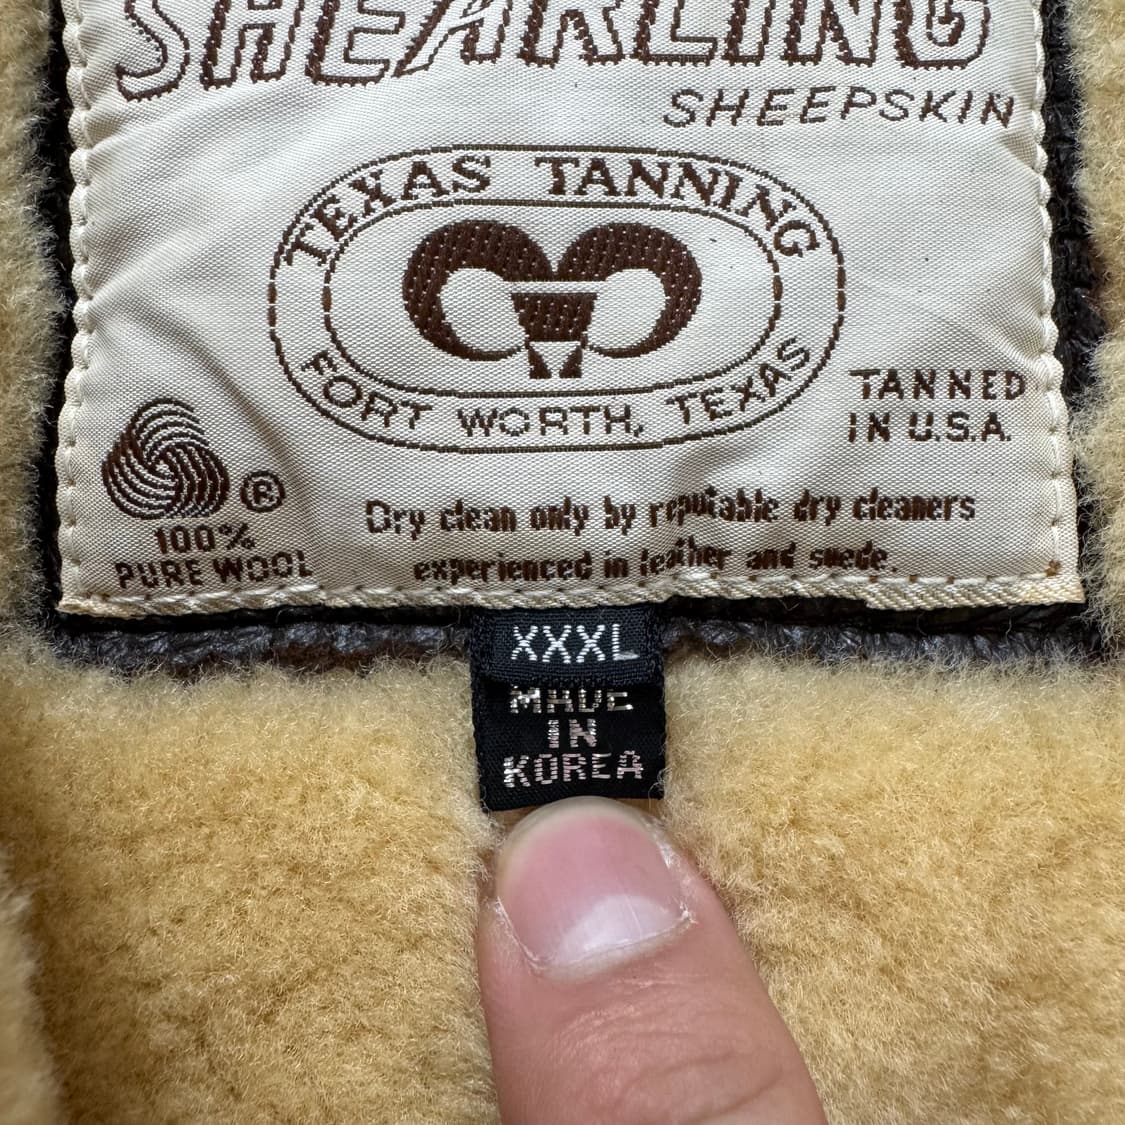 SHEARLING
SHEEPSKIN
TEXAS TANNING
FORT WORTH, TEXAS
TANNED
IN U.S.A.
®
100%
PURE WOOL
Dry clean only by reputable dry cleaners
experienced in leather and suede.
XXXL
MADE
IN
KOREA